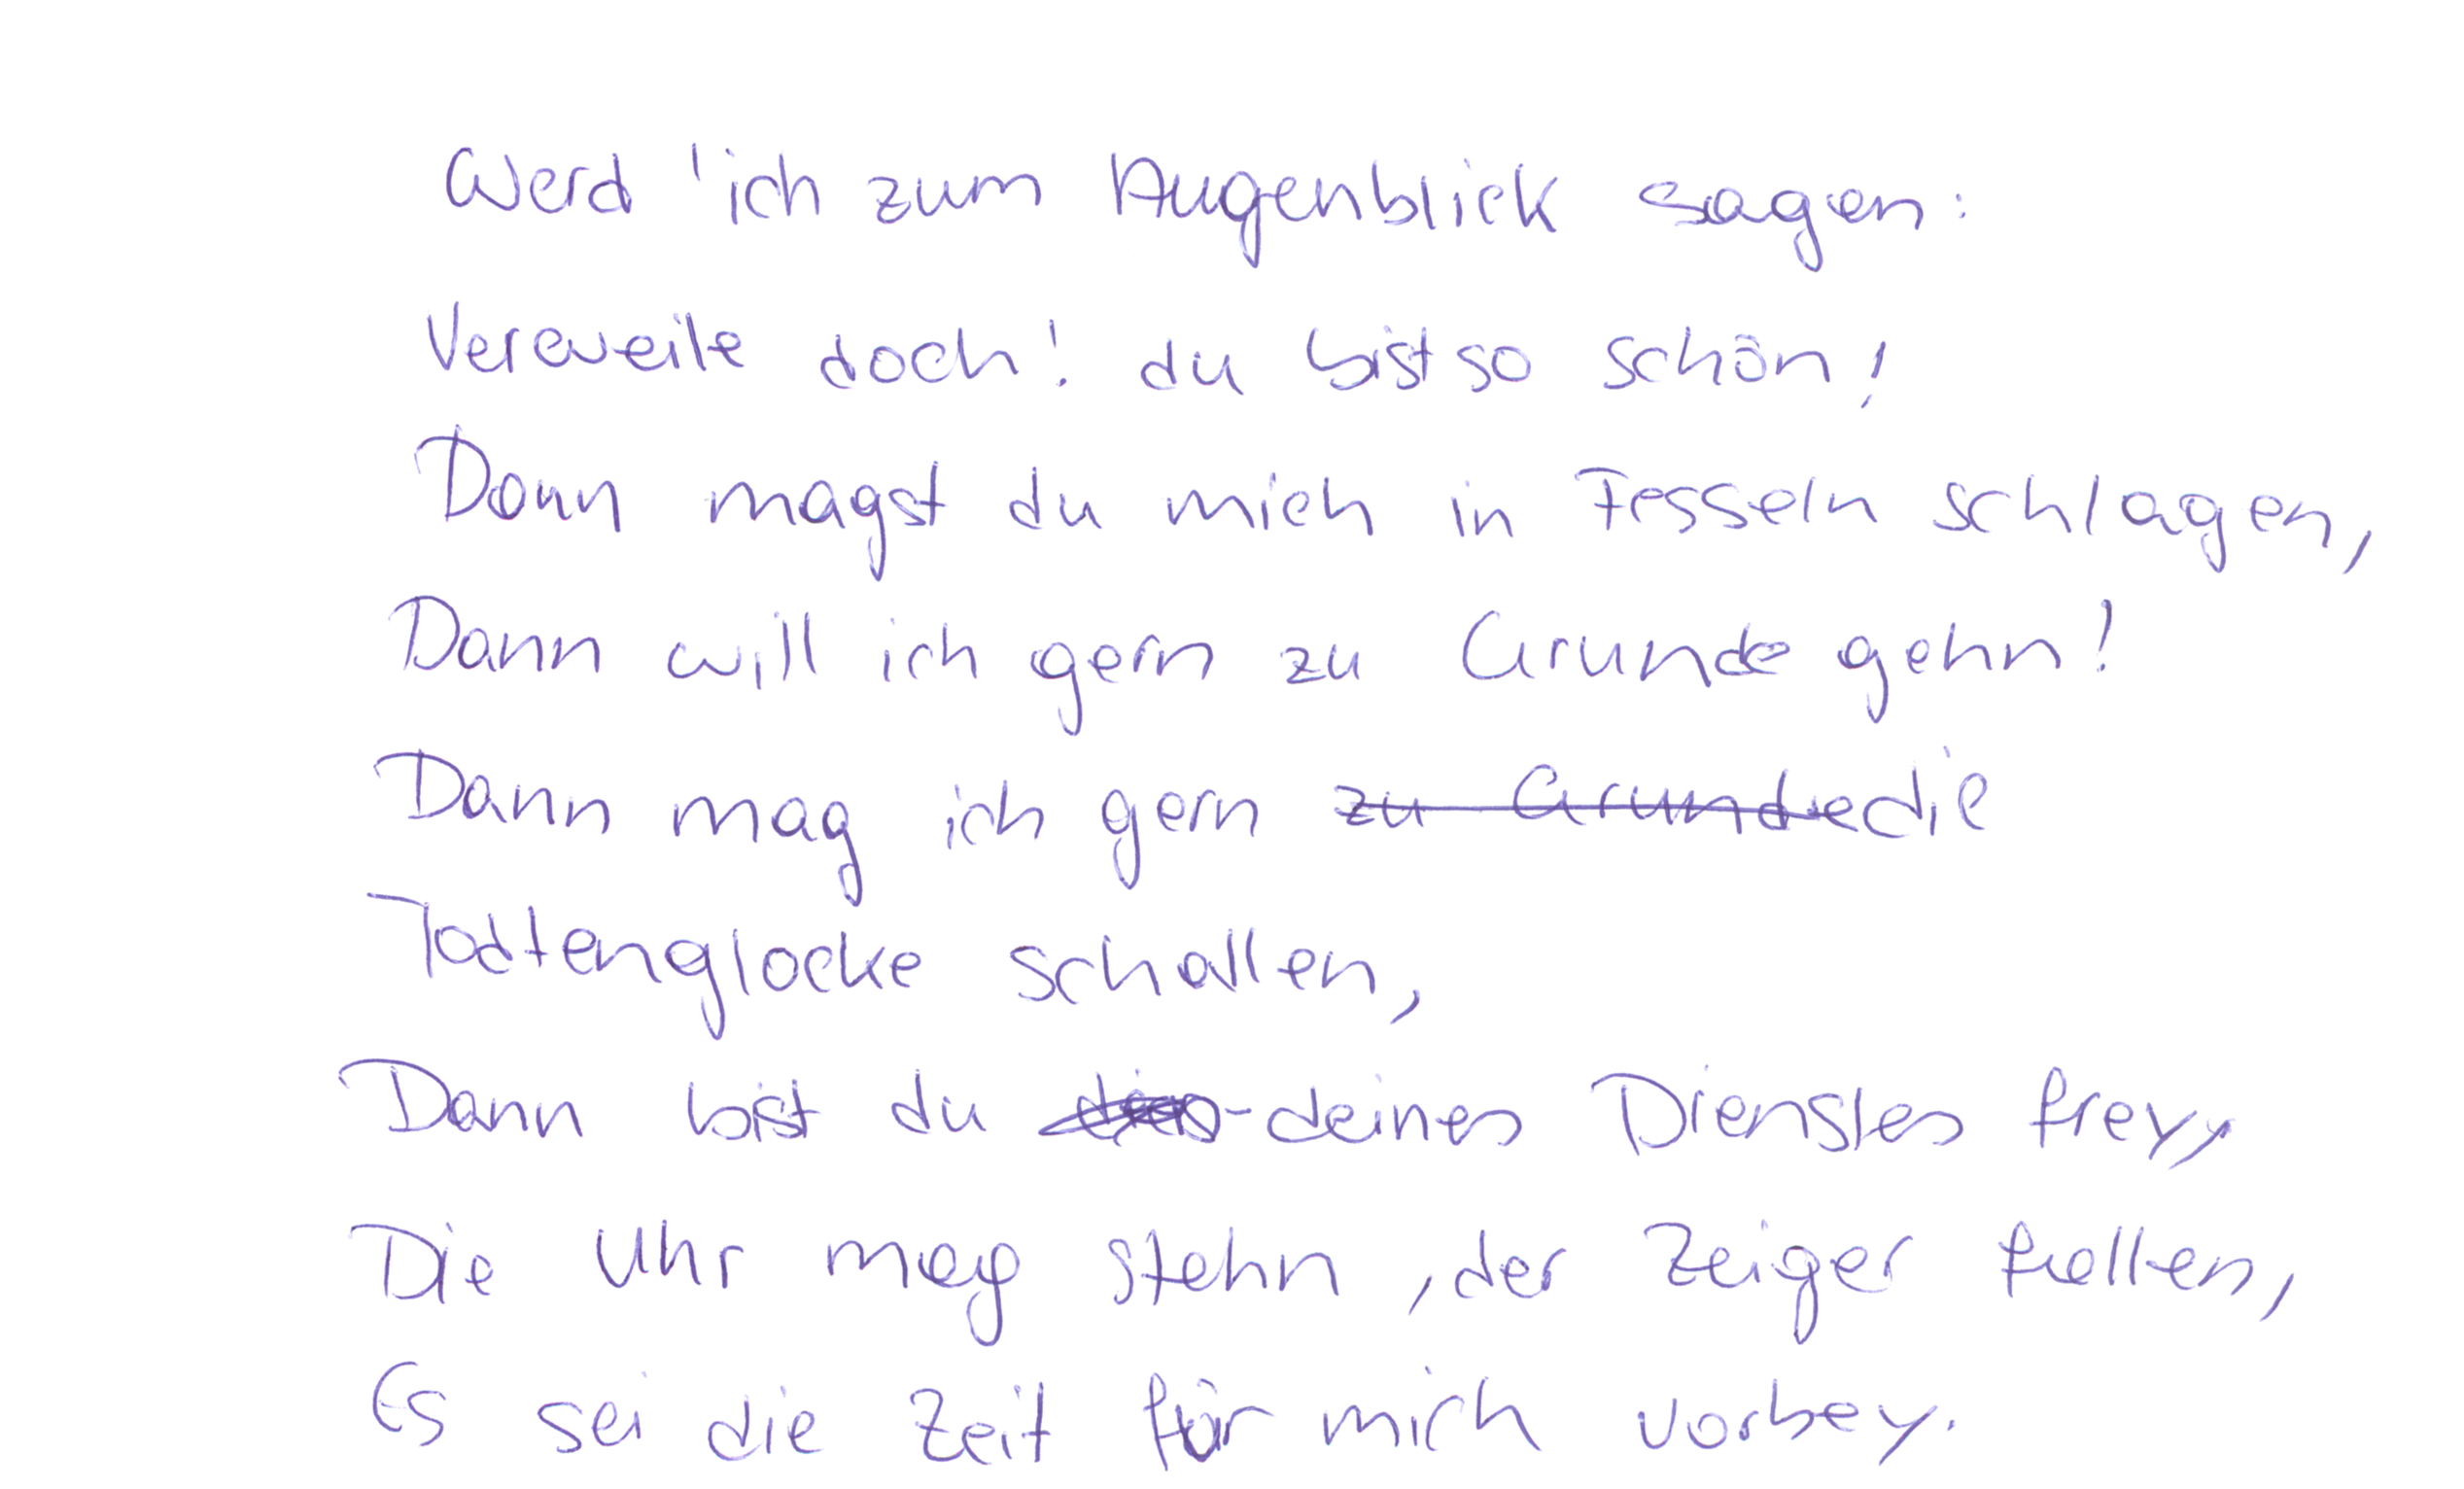 Werd 'ich zum Augenblick sagen:
Verweile doch! du bist so schön!
Dann magst du mich in Fesseln schlagen,
Dann will ich gern zu Grunde gehn!
Dann mag ich gern zu Grunde die
Todtenglocke schallen,
Dann bist du deines Dienstes frey,
Die Uhr mag stehn, der Zeiger fallen,
Es sei die Zeit für mich vorbey.